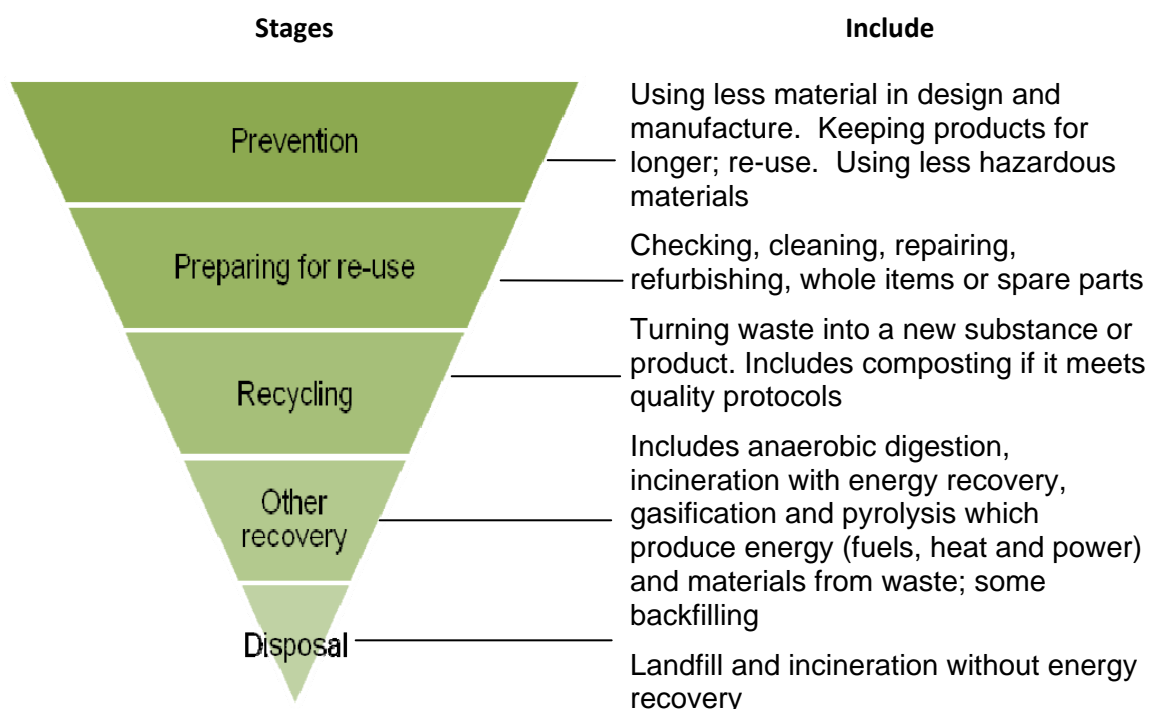 Stages
Include
Prevention
Using less material in design and
manufacture.  Keeping products for
longer; re-use.  Using less hazardous
materials
Preparing for re-use
Checking, cleaning, repairing,
refurbishing, whole items or spare parts
Recycling
Turning waste into a new substance or
product. Includes composting if it meets
quality protocols
Other
recovery
Includes anaerobic digestion,
incineration with energy recovery,
gasification and pyrolysis which
produce energy (fuels, heat and power)
and materials from waste; some
backfilling
Disposal
Landfill and incineration without energy
recovery